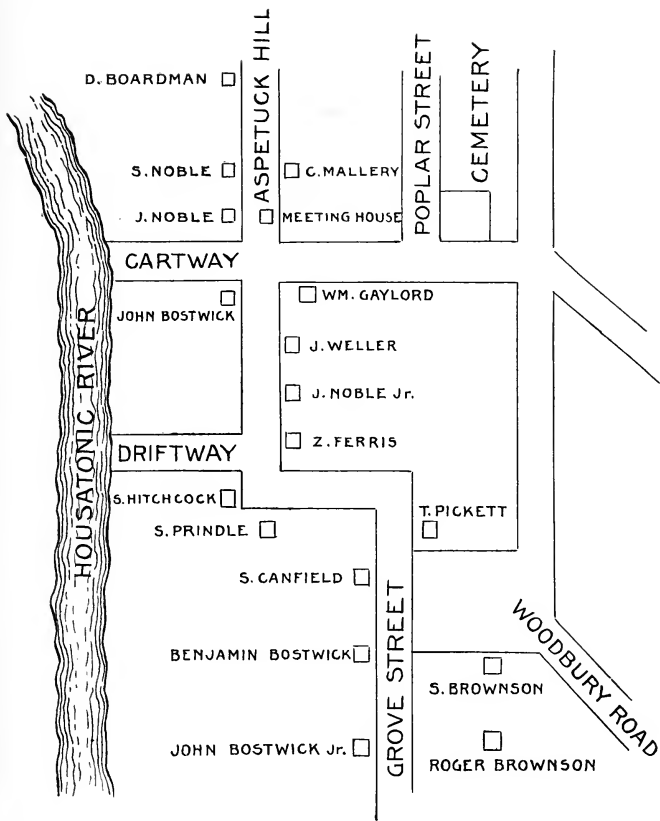 D. BOARDMAN
ASPETUCK HILL
POPLAR STREET
CEMETERY
S. NOBLE
C. MALLERY
J. NOBLE
MEETING HOUSE
CARTWAY
WM. GAYLORD
JOHN BOSTWICK
J. WELLER
HOUSATONIC RIVER
J. NOBLE Jr.
Z. FERRIS
DRIFTWAY
S. HITCHCOCK
T. PICKETT
S. PRINDLE
S. CANFIELD
GROVE STREET
WOODBURY ROAD
BENJAMIN BOSTWICK
S. BROWNSON
JOHN BOSTWICK Jr.
ROGER BROWNSON